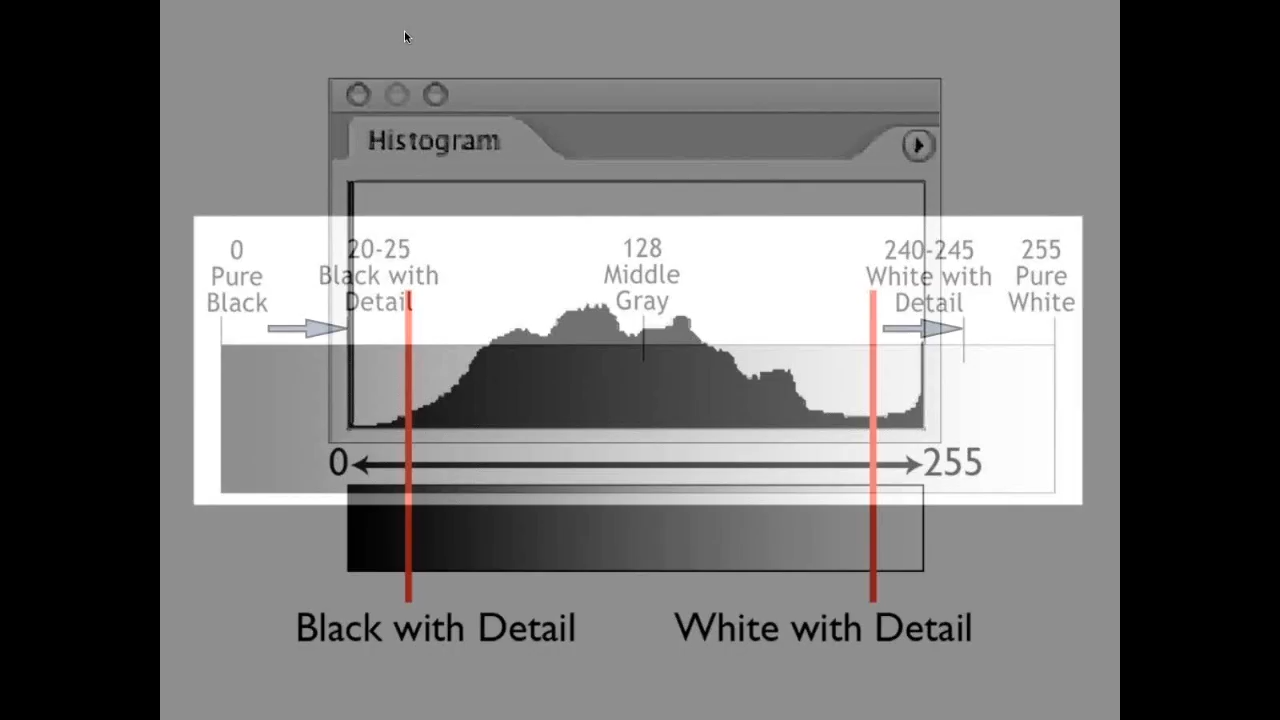 Histogram
0
Pure
Black
20-25
Black with
Detail
128
Middle
Gray
240-245
White with
Detail
255
Pure
White
0
255
Black with Detail
White with Detail